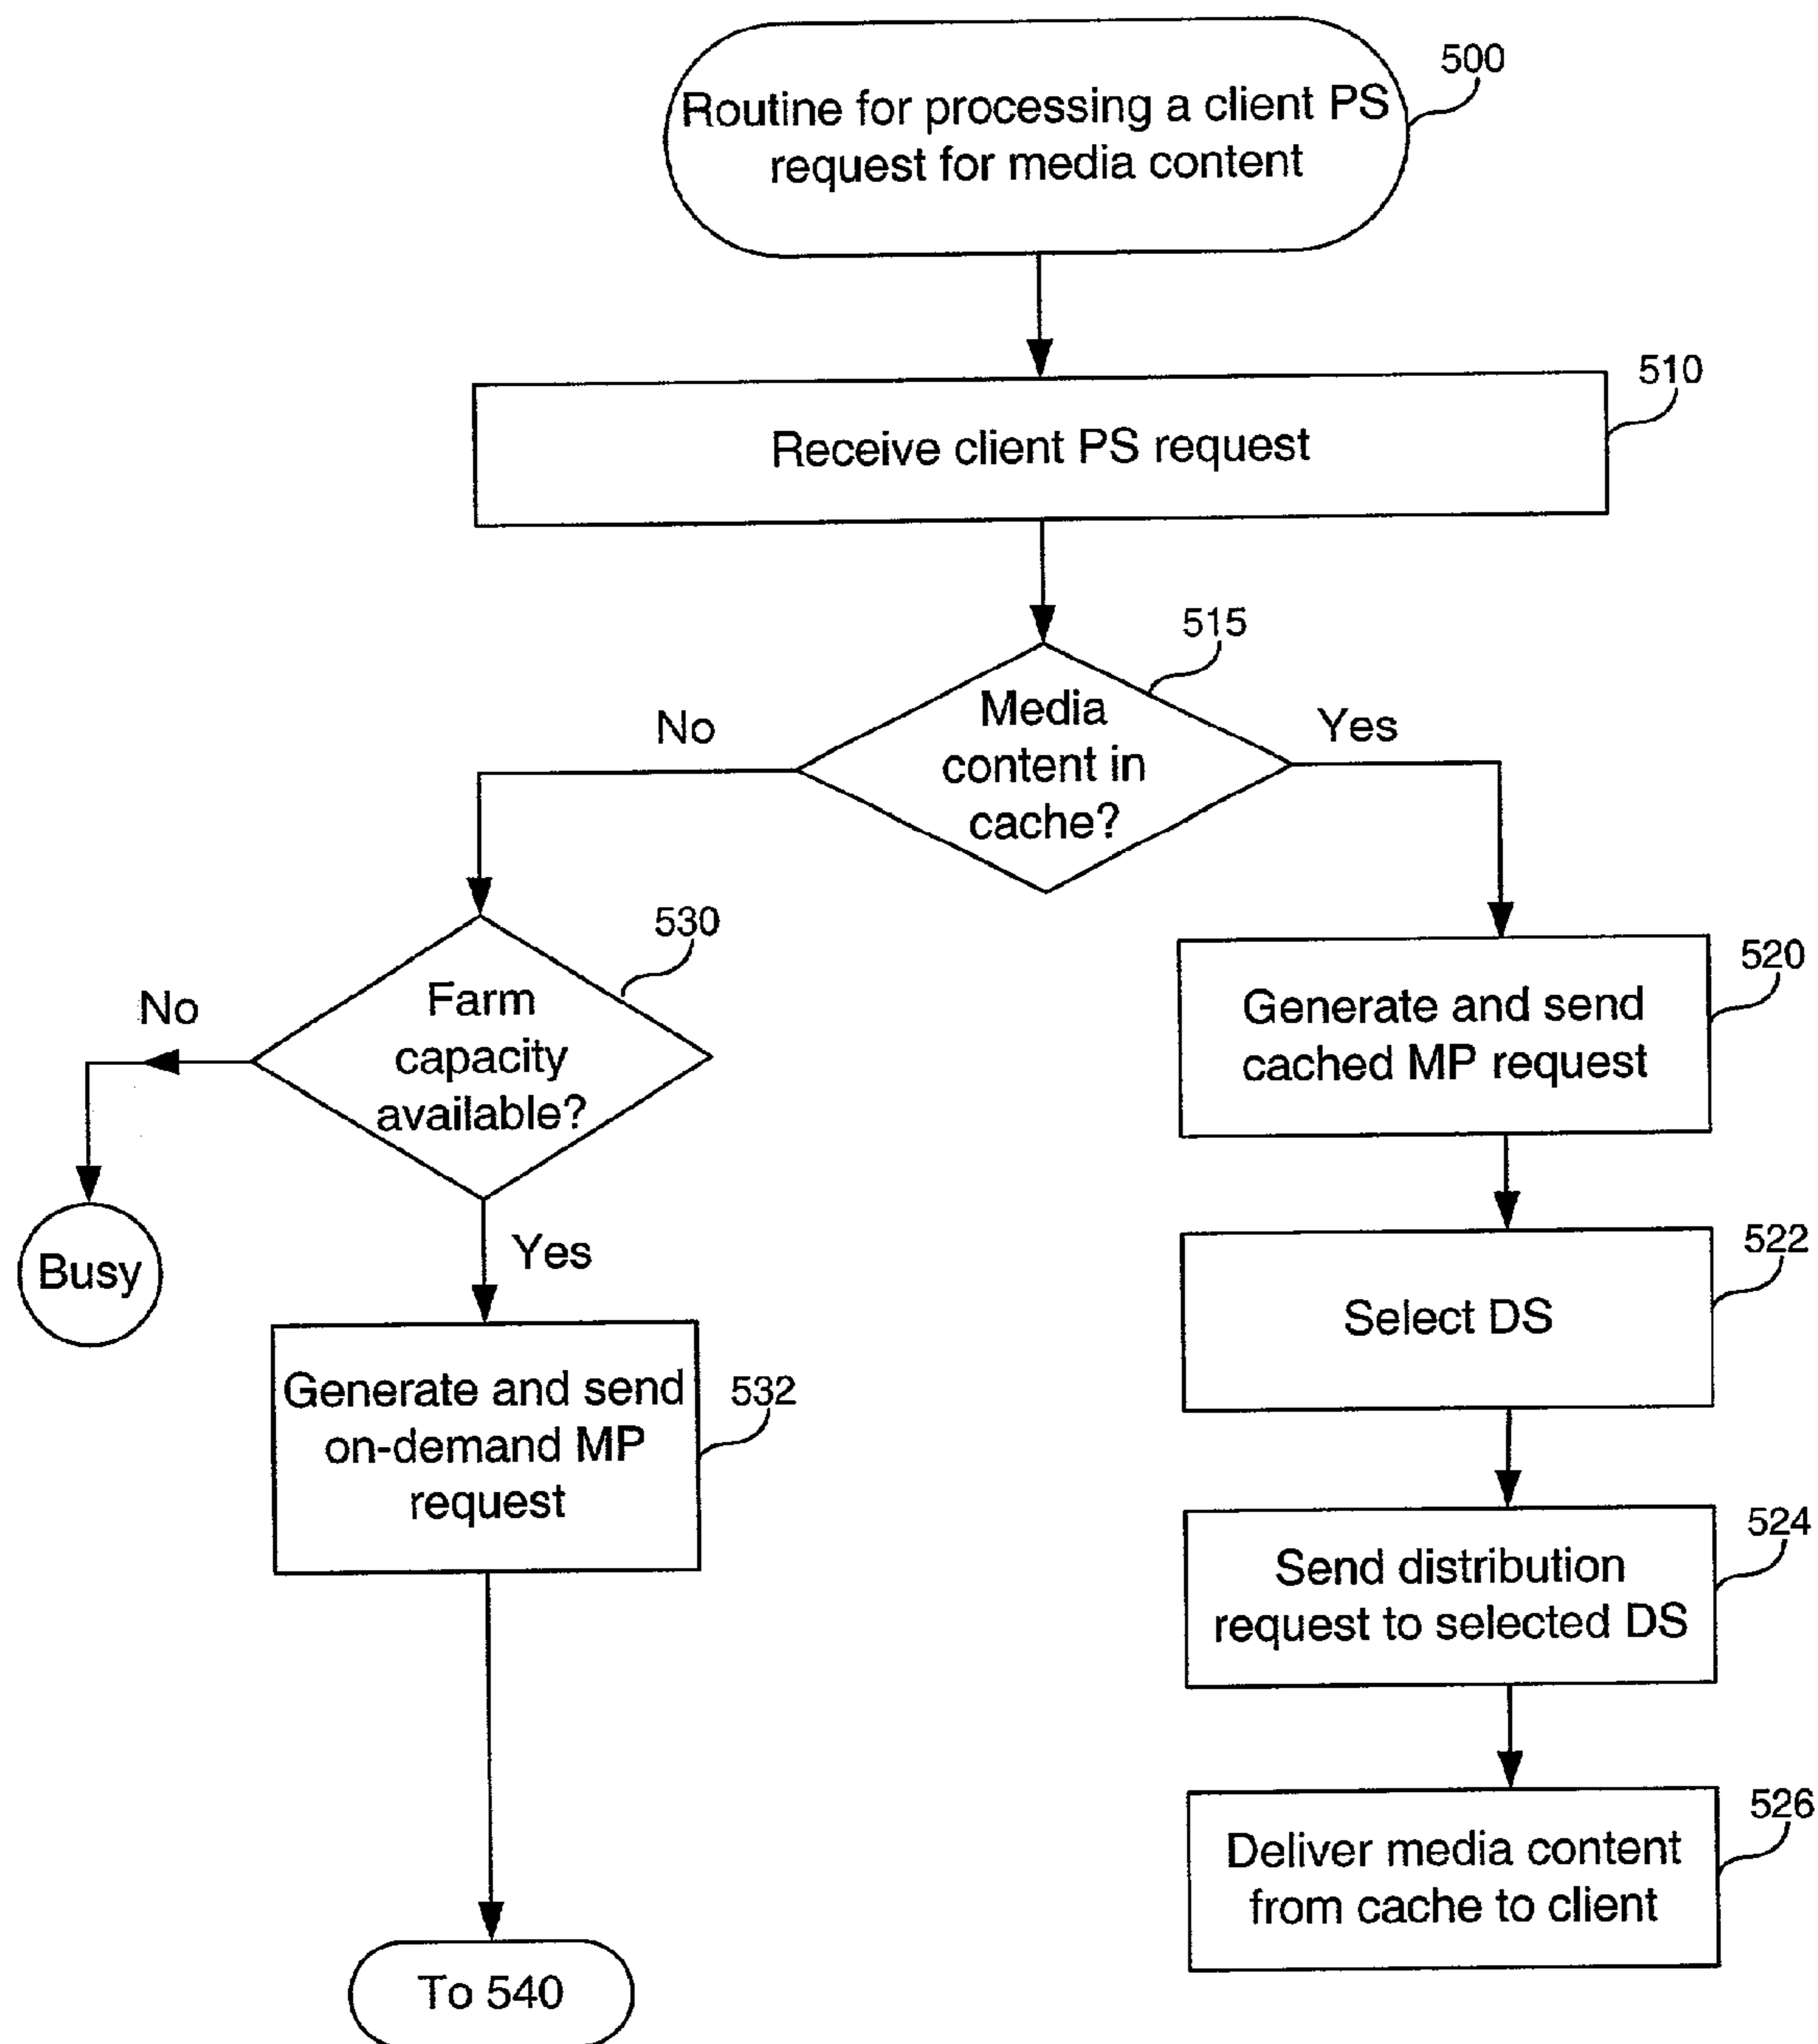 Routine for processing a client PS
request for media content
500
Receive client PS request
510
Media
content in
cache?
515
No
Yes
Farm
capacity
available?
530
No
Busy
Yes
Generate and send
on-demand MP
request
532
To 540
Generate and send
cached MP request
520
Select DS
522
Send distribution
request to selected DS
524
Deliver media content
from cache to client
526